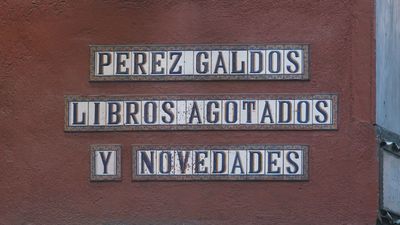 PEREZ GALDOS
LIBROS AGOTADOS
Y NOVEDADES